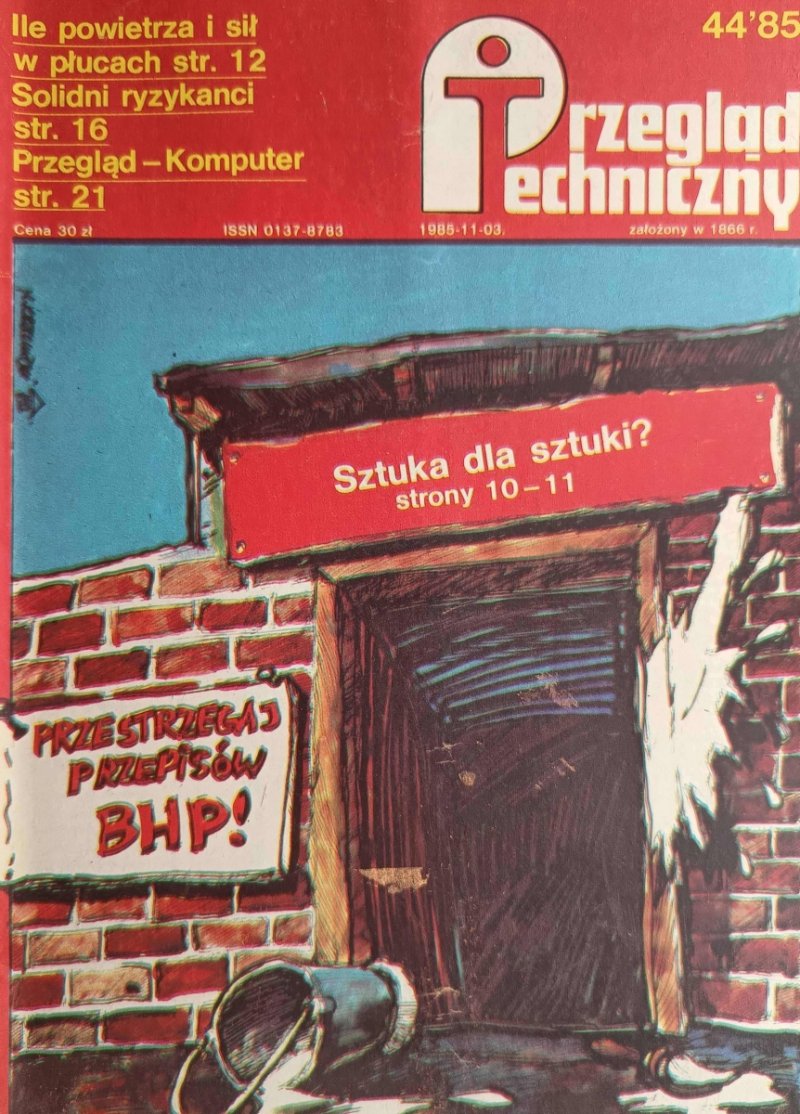 Ile powietrza i sił
w płucach str. 12
Solidni ryzykanci
str. 16
Przegląd – Komputer
str. 21
44'85
Przegląd
Techniczny
Cena 30 zł
ISSN 0137-8783
1985-11-03.
założony w 1866 r.
Sztuka dla sztuki?
strony 10 – 11
PRZESTRZEGAJ
PRZEPISÓW
BHP!